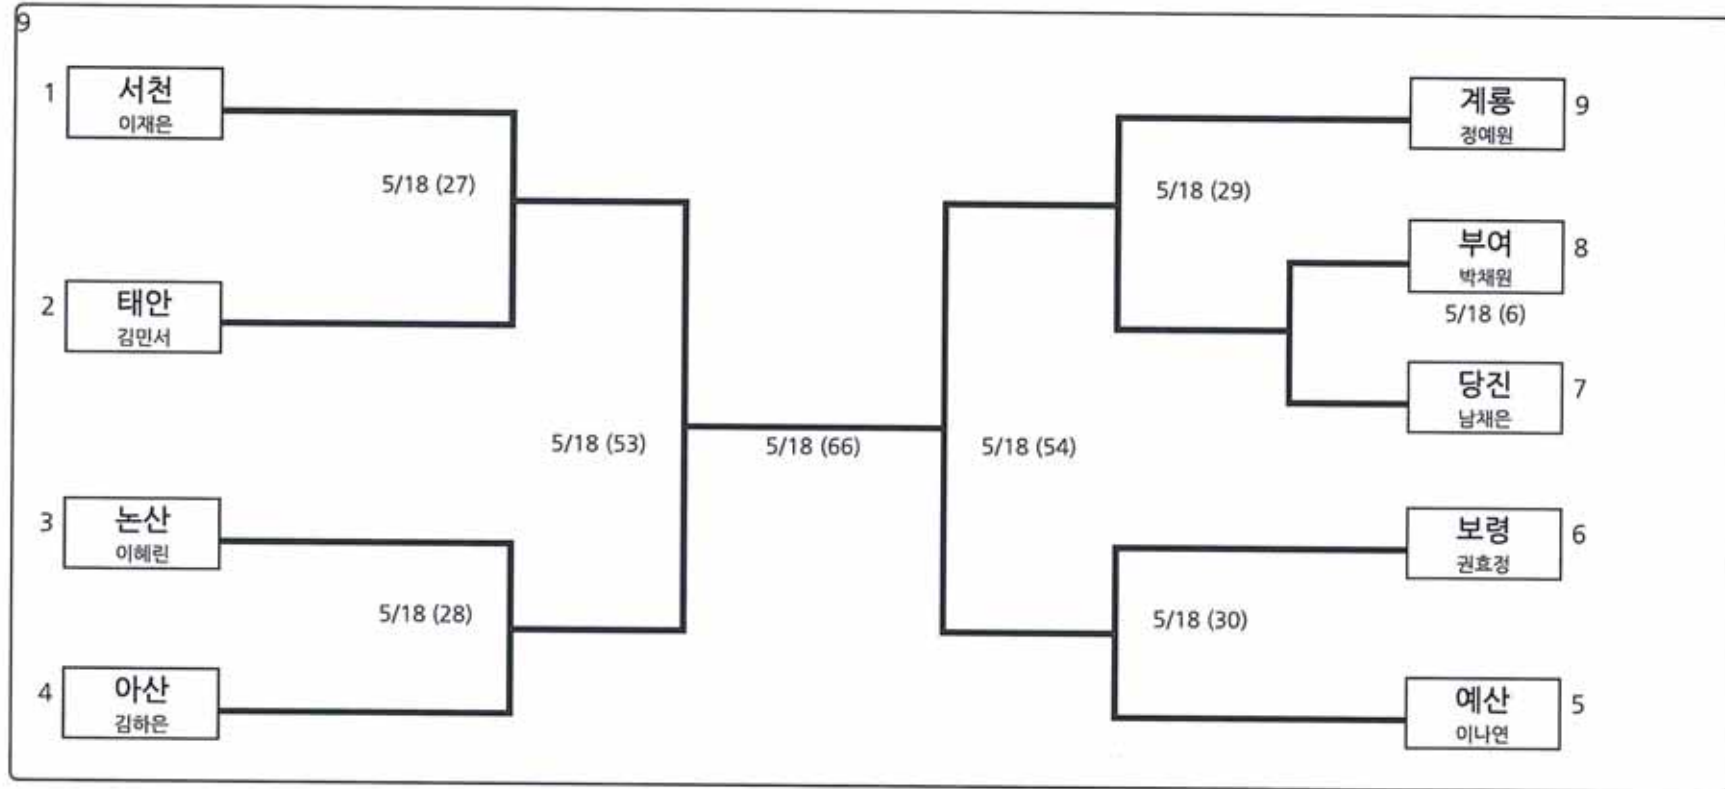 9
1
서천
이재은
5/18 (27)
2
태안
김민서
3
논산
이혜린
5/18 (28)
4
아산
김하은
5/18 (53)
5/18 (66)
5/18 (54)
계룡
정예원
9
5/18 (29)
부여
박채원
8
5/18 (6)
당진
남채은
7
보령
권효정
6
5/18 (30)
예산
이나연
5